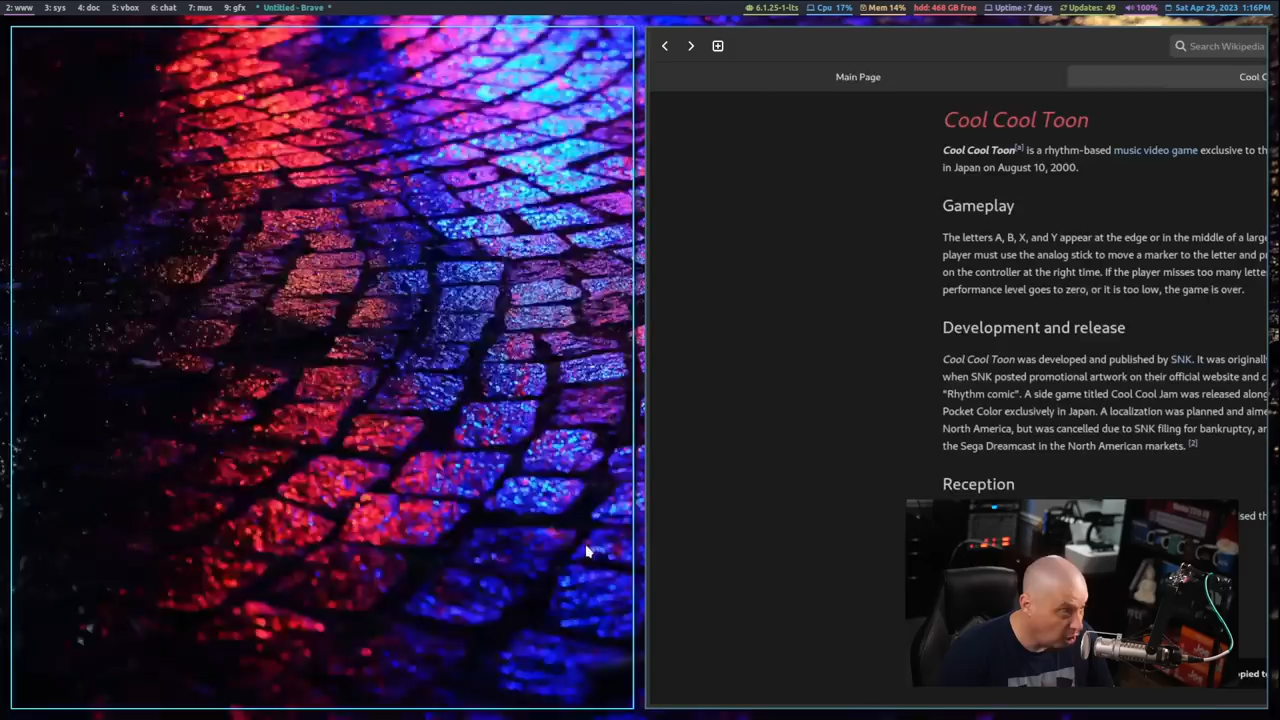 2: www 3: sys 4: doc 5: vbox 6: chat 7: mus 9: gfx * Untitled - Brave * 6.1.25-1-lts Cpu 17% Mem 14% hdd: 468 GB free Uptime : 7 days Updates: 49 100% Sat Apr 29, 2023 1:16PM
Search Wikipedia
Main Page Cool C
Cool Cool Toon
Cool Cool Toon[a] is a rhythm-based music video game exclusive to th
in Japan on August 10, 2000.
Gameplay
The letters A, B, X, and Y appear at the edge or in the middle of a larg
player must use the analog stick to move a marker to the letter and p
on the controller at the right time. If the player misses too many lette
performance level goes to zero, or it is too low, the game is over.
Development and release
Cool Cool Toon was developed and published by SNK. It was originall
when SNK posted promotional artwork on their official website and c
"Rhythm comic". A side game titled Cool Cool Jam was released along
Pocket Color exclusively in Japan. A localization was planned and aime
North America, but was cancelled due to SNK filing for bankruptcy, an
the Sega Dreamcast in the North American markets. [2]
Reception
sed th
opied to